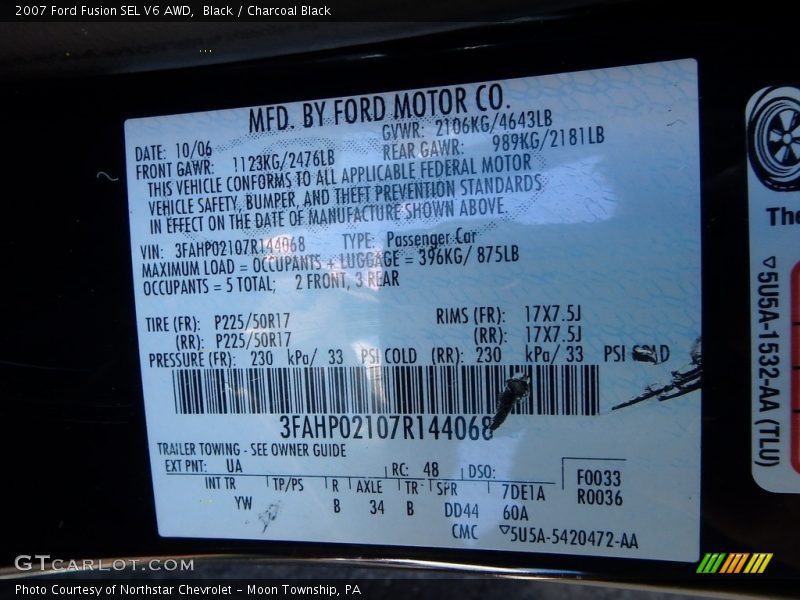 2007 Ford Fusion SEL V6 AWD,  Black / Charcoal Black
MFD. BY FORD MOTOR CO.
DATE: 10/06 GVWR: 2106KG/4643LB
FRONT GAWR: 1123KG/2476LB REAR GAWR: 989KG/2181LB
THIS VEHICLE CONFORMS TO ALL APPLICABLE FEDERAL MOTOR
VEHICLE SAFETY, BUMPER, AND THEFT PREVENTION STANDARDS
IN EFFECT ON THE DATE OF MANUFACTURE SHOWN ABOVE
VIN: 3FAHP02107R144068 TYPE: Passenger Car
MAXIMUM LOAD = OCCUPANTS + LUGGAGE = 396KG/ 875LB
OCCUPANTS = 5 TOTAL; 2 FRONT, 3 REAR
TIRE (FR): P225/50R17 RIMS (FR): 17X7.5J
(RR): P225/50R17 (RR): 17X7.5J
PRESSURE (FR): 230 kPa/ 33 PSI COLD (RR): 230 kPa/ 33 PSI COLD
3FAHP02107R144068
TRAILER TOWING - SEE OWNER GUIDE
EXT PNT: UA RC: 48 DSO:
INT TR TP/PS R AXLE TR SPR 7DE1A F0033
YW B 34 B DD44 60A R0036
CMC 5U5A-5420472-AA
The
5U5A-1532-AA (TLU)
GTCARLOT.COM
Photo Courtesy of Northstar Chevrolet – Moon Township, PA